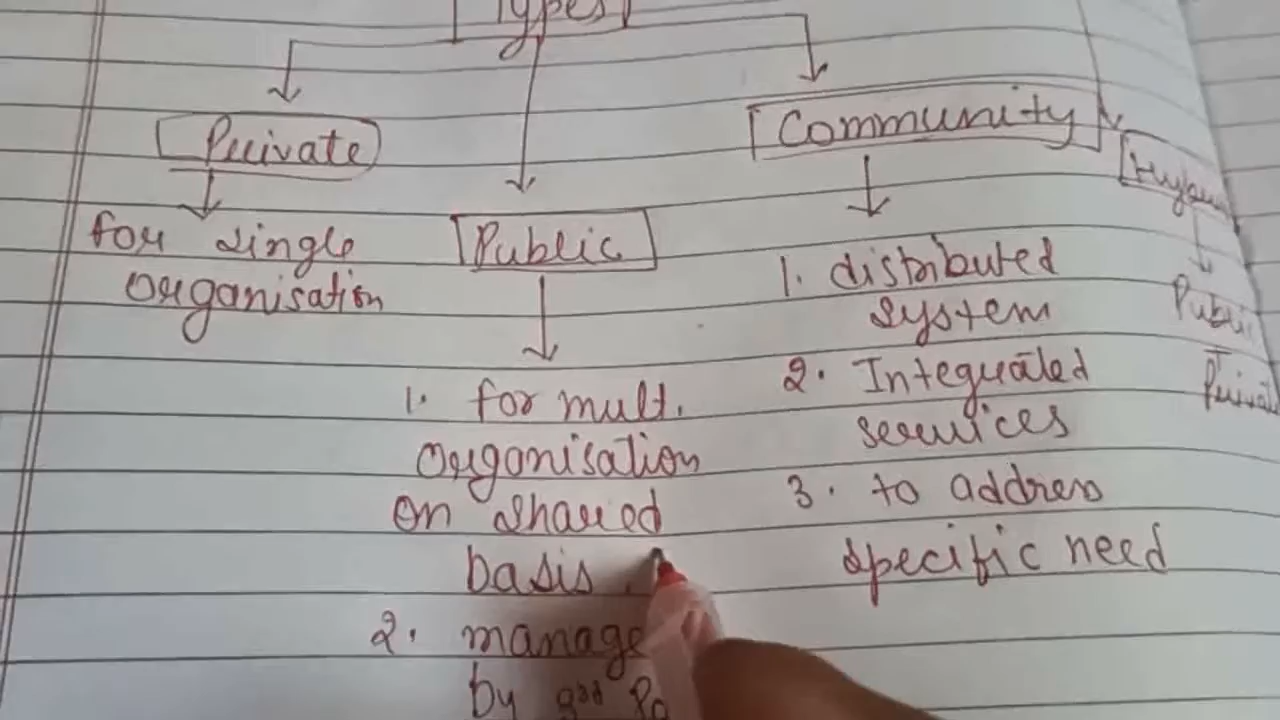 Types
Private
for single
organisation
Public
1. for mult.
organisation
on shared
basis.
2. manage
by
Community
1. distributed
system
2. Integrated
services
3. to address
specific need
Public